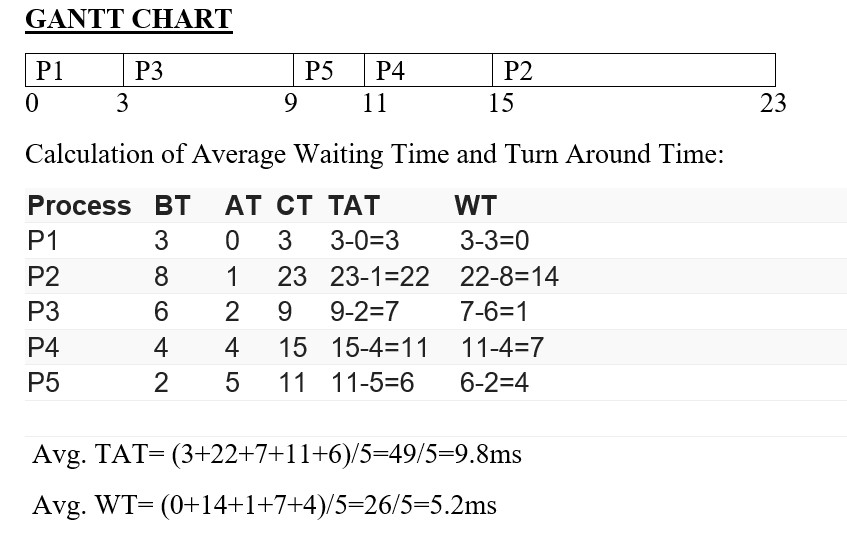 GANTT CHART
P1 P3 P5 P4 P2
0 3 9 11 15 23
Calculation of Average Waiting Time and Turn Around Time:
Process BT AT CT TAT WT
P1 3 0 3 3-0=3 3-3=0
P2 8 1 23 23-1=22 22-8=14
P3 6 2 9 9-2=7 7-6=1
P4 4 4 15 15-4=11 11-4=7
P5 2 5 11 11-5=6 6-2=4
Avg. TAT= (3+22+7+11+6)/5=49/5=9.8ms
Avg. WT= (0+14+1+7+4)/5=26/5=5.2ms